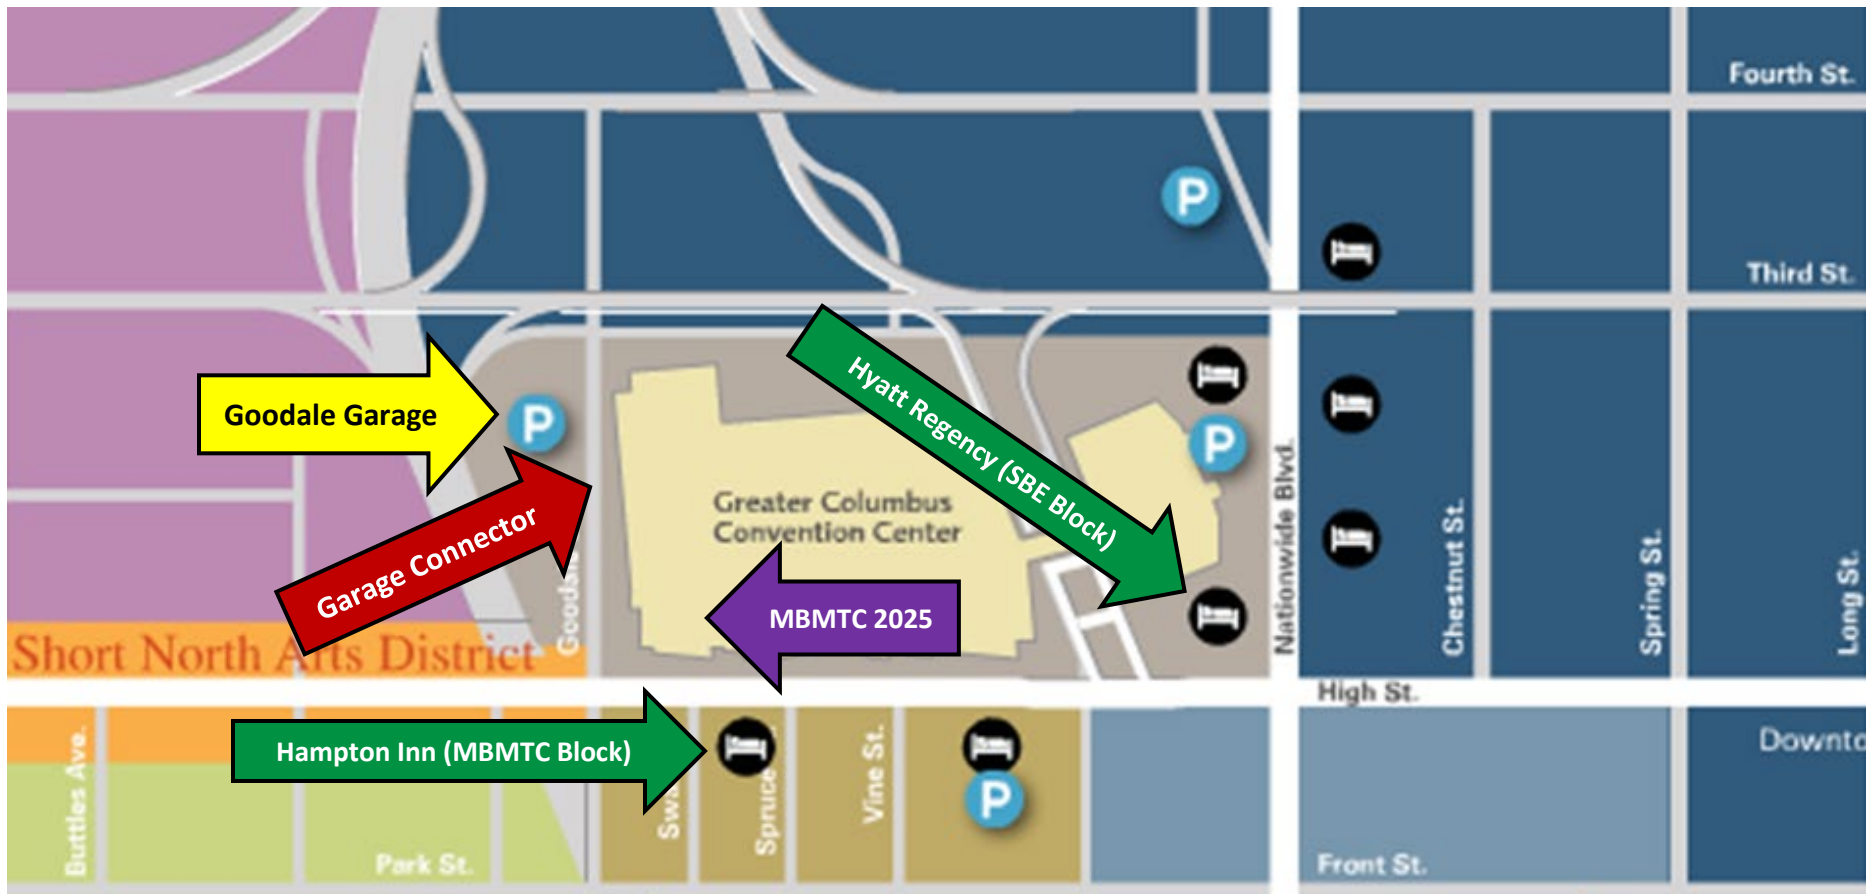 Fourth St.
Third St.
P
Hyatt Regency (SBE Block)
Goodale Garage
P
P
Greater Columbus
Convention Center
Garage Connector
Nationwide Blvd.
Chestnut St.
Spring St.
Long St.
MBMTC 2025
Short North Arts District
High St.
Hampton Inn (MBMTC Block)
Buttles Ave.
Vine St.
Spruce
P
Downto
Park St.
Front St.